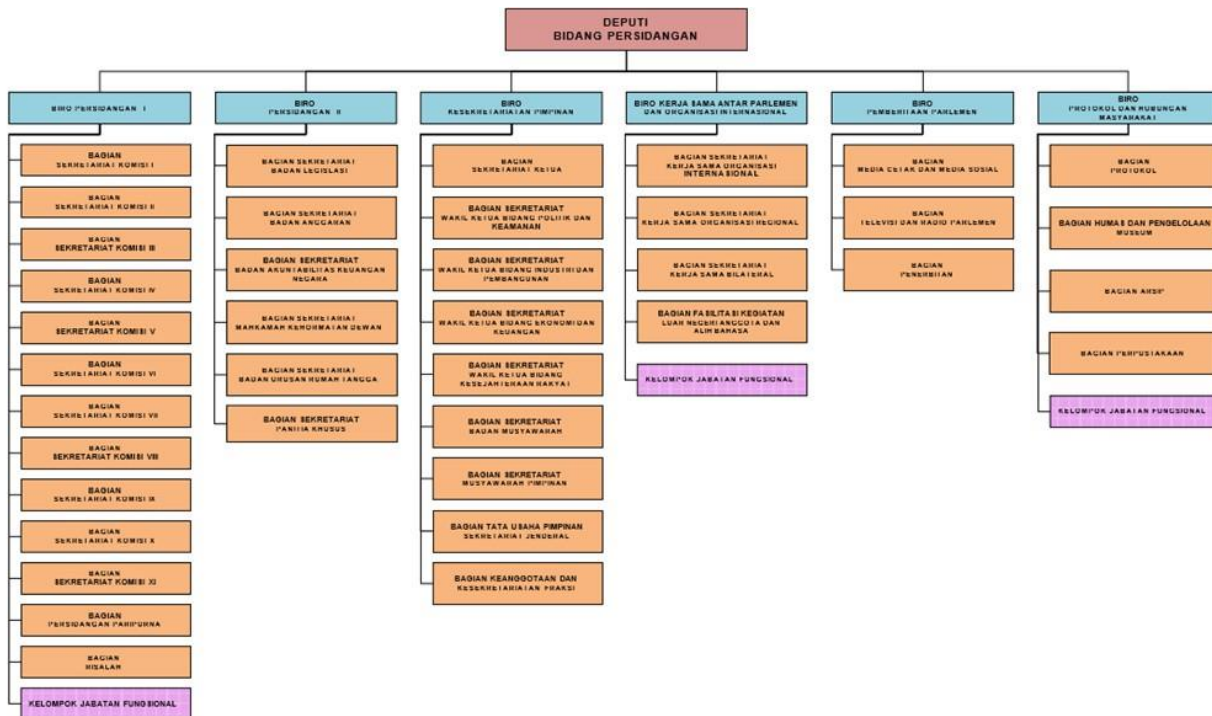 DEPUTI
BIDANG PERSIDANGAN
BIRO PERSIDANGAN I
BAGIAN
SEKRETARIAT KOMISI I
BAGIAN
SEKRETARIAT KOMISI II
BAGIAN
SEKRETARIAT KOMISI III
BAGIAN
SEKRETARIAT KOMISI IV
BAGIAN
SEKRETARIAT KOMISI V
BAGIAN
SEKRETARIAT KOMISI VI
BAGIAN
SEKRETARIAT KOMISI VII
BAGIAN
SEKRETARIAT KOMISI VIII
BAGIAN
SEKRETARIAT KOMISI IX
BAGIAN
SEKRETARIAT KOMISI X
BAGIAN
SEKRETARIAT KOMISI XI
BAGIAN
PERSIDANGAN PARIPURNA
BAGIAN
RISALAH
KELOMPOK JABATAN FUNGSIONAL
BIRO
PERSIDANGAN II
BAGIAN SEKRETARIAT
BADAN LEGISLASI
BAGIAN SEKRETARIAT
BADAN ANGGARAN
BAGIAN SEKRETARIAT
BADAN AKUNTABILITAS KEUANGAN
NEGARA
BAGIAN SEKRETARIAT
MAHKAMAH KEHORMATAN DEWAN
BAGIAN SEKRETARIAT
BADAN URUSAN RUMAH TANGGA
BAGIAN SEKRETARIAT
PANITIA KHUSUS
BIRO
KESEKRETARIATAN PIMPINAN
BAGIAN
SEKRETARIAT KETUA
BAGIAN SEKRETARIAT
WAKIL KETUA BIDANG POLITIK DAN
KEAMANAN
BAGIAN SEKRETARIAT
WAKIL KETUA BIDANG INDUSTRI DAN
PEMBANGUNAN
BAGIAN SEKRETARIAT
WAKIL KETUA BIDANG EKONOMI DAN
KEUANGAN
BAGIAN SEKRETARIAT
WAKIL KETUA BIDANG
KESEJAHTERAAN RAKYAT
BAGIAN SEKRETARIAT
BADAN MUSYAWARAH
BAGIAN SEKRETARIAT
MUSYAWARAH PIMPINAN
BAGIAN TATA USAHA PIMPINAN
SEKRETARIAT JENDERAL
BAGIAN KEANGGOTAAN DAN
KESEKRETARIATAN FRAKSI
BIRO KERJA SAMA ANTAR PARLEMEN
DAN ORGANISASI INTERNASIONAL
BAGIAN SEKRETARIAT
KERJA SAMA ORGANISASI
INTERNASIONAL
BAGIAN SEKRETARIAT
KERJA SAMA ORGANISASI REGIONAL
BAGIAN SEKRETARIAT
KERJA SAMA BILATERAL
BAGIAN FASILITASI KEGIATAN
LUAR NEGERI ANGGOTA DAN
ALIH BAHASA
KELOMPOK JABATAN FUNGSIONAL
BIRO
PEMBERITAAN PARLEMEN
BAGIAN
MEDIA CETAK DAN MEDIA SOSIAL
BAGIAN
TELEVISI DAN RADIO PARLEMEN
BAGIAN
PENERBITAN
BIRO
PROTOKOL DAN HUBUNGAN
MASYARAKAT
BAGIAN
PROTOKOL
BAGIAN HUMAS DAN PENGELOLAAN
MUSEUM
BAGIAN ARSIP
BAGIAN PERPUSTAKAAN
KELOMPOK JABATAN FUNGSIONAL